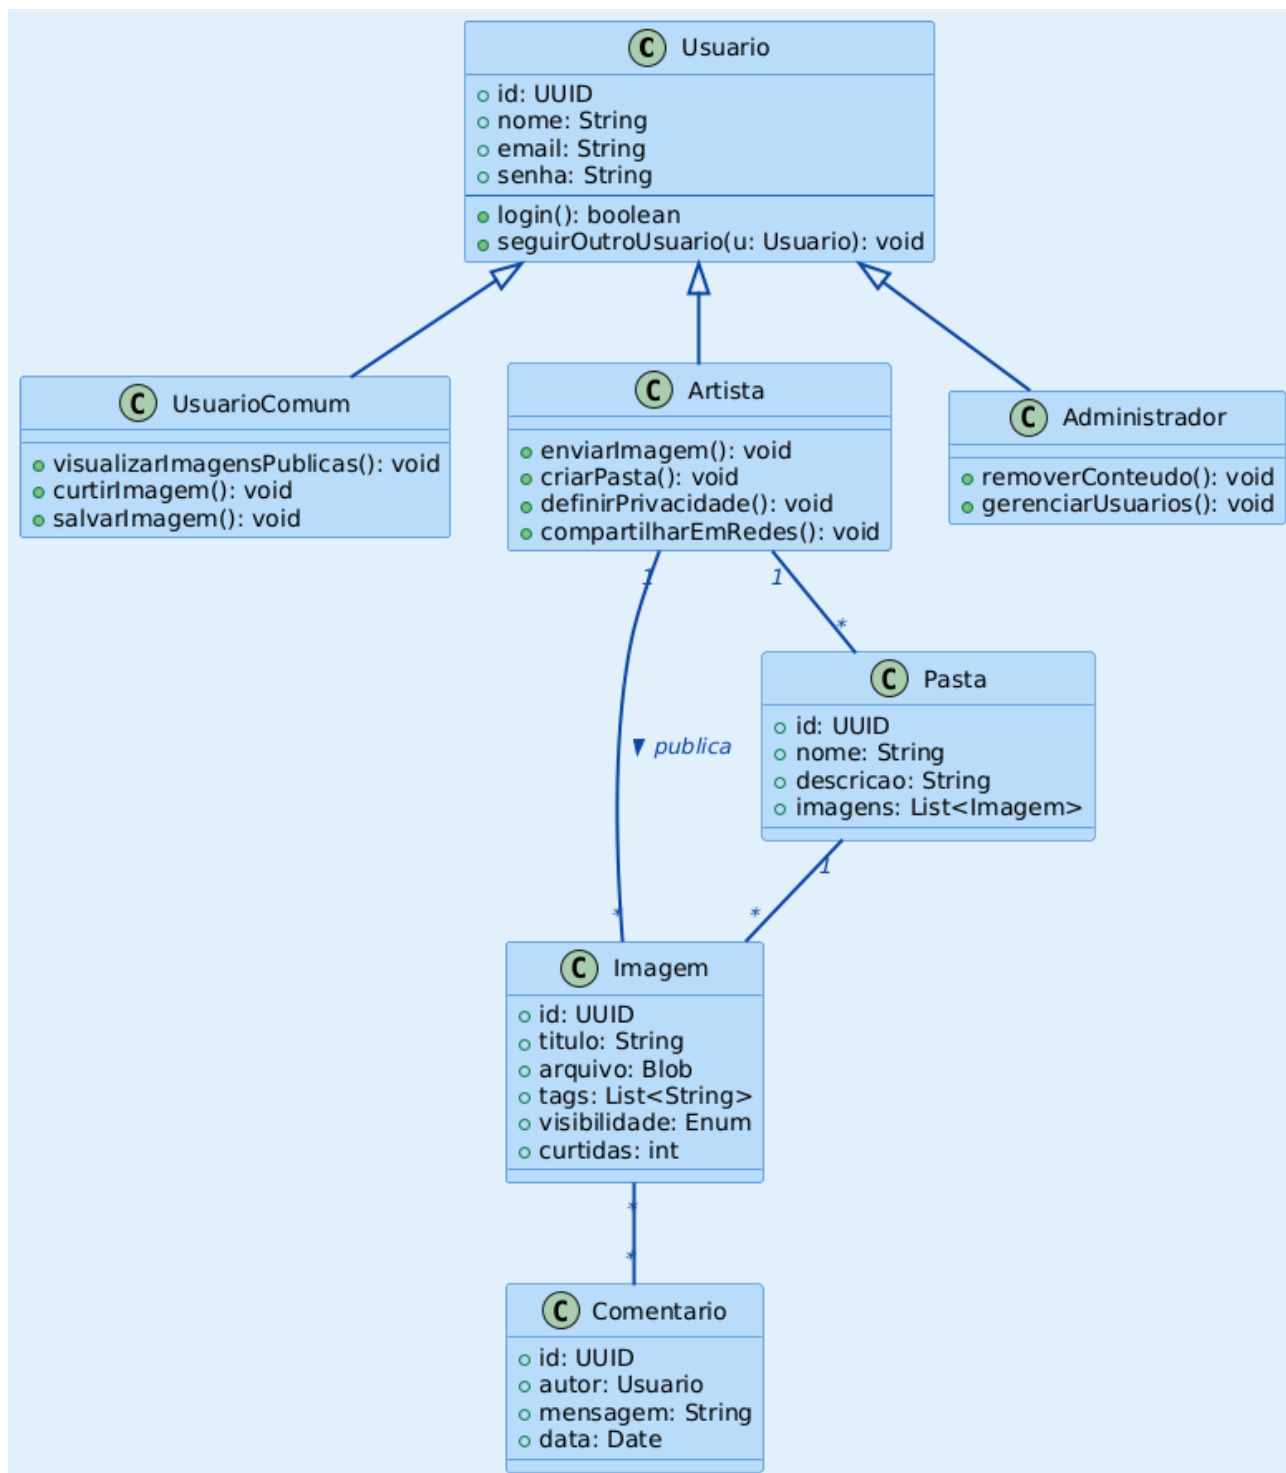 C Usuario
id: UUID
nome: String
email: String
senha: String
login(): boolean
seguirOutroUsuario(u: Usuario): void
C UsuarioComum
visualizarImagensPublicas(): void
curtirImagem(): void
salvarImagem(): void
C Artista
enviarImagem(): void
criarPasta(): void
definirPrivacidade(): void
compartilharEmRedes(): void
C Administrador
removerConteudo(): void
gerenciarUsuarios(): void
1
1
*
C Pasta
id: UUID
nome: String
descricao: String
imagens: List<Imagem>
publica
1
*
*
C Imagem
id: UUID
titulo: String
arquivo: Blob
tags: List<String>
visibilidade: Enum
curtidas: int
*
*
C Comentario
id: UUID
autor: Usuario
mensagem: String
data: Date